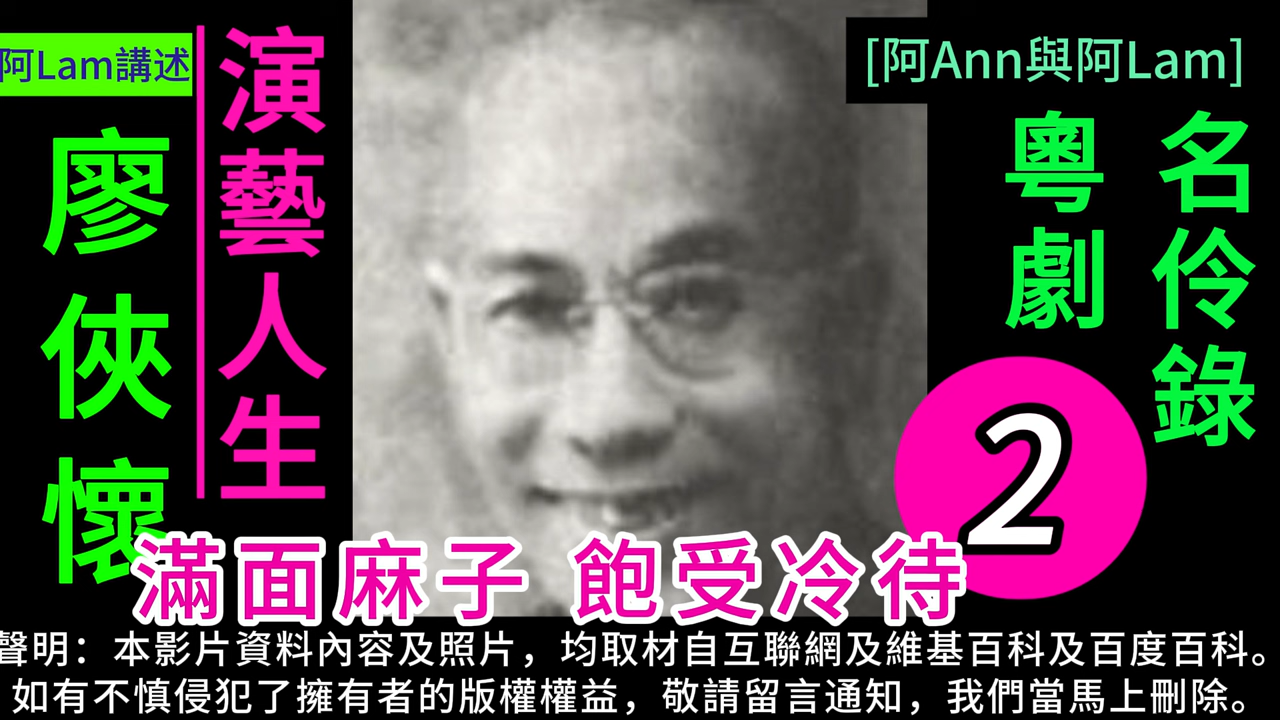 阿Lam講述
廖俠懷
演藝人生
[阿Ann與阿Lam]
名伶錄
粵劇
2
滿面麻子 飽受冷待
聲明：本影片資料內容及照片，均取材自互聯網及維基百科及百度百科。
如有不慎侵犯了擁有者的版權權益，敬請留言通知，我們當馬上刪除。